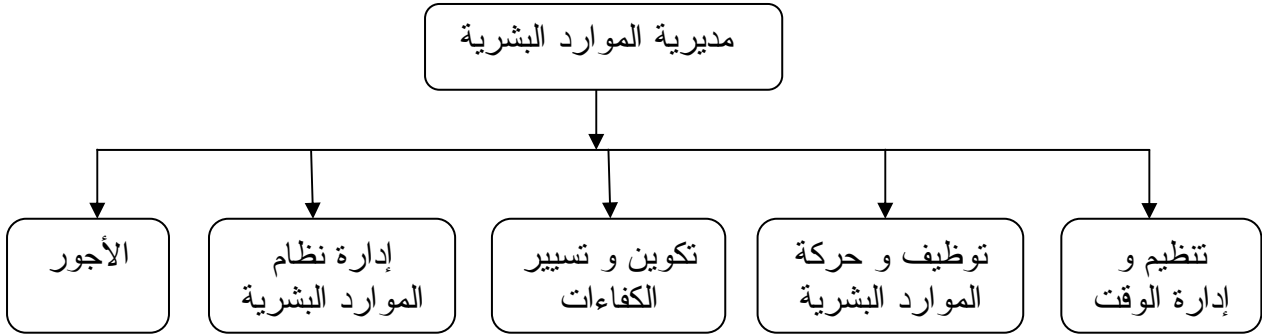 مديرية الموارد البشرية
تنظيم و
إدارة الوقت
توظيف و حركة
الموارد البشرية
تكوين و تسيير
الكفاءات
إدارة نظام
الموارد البشرية
الأجور